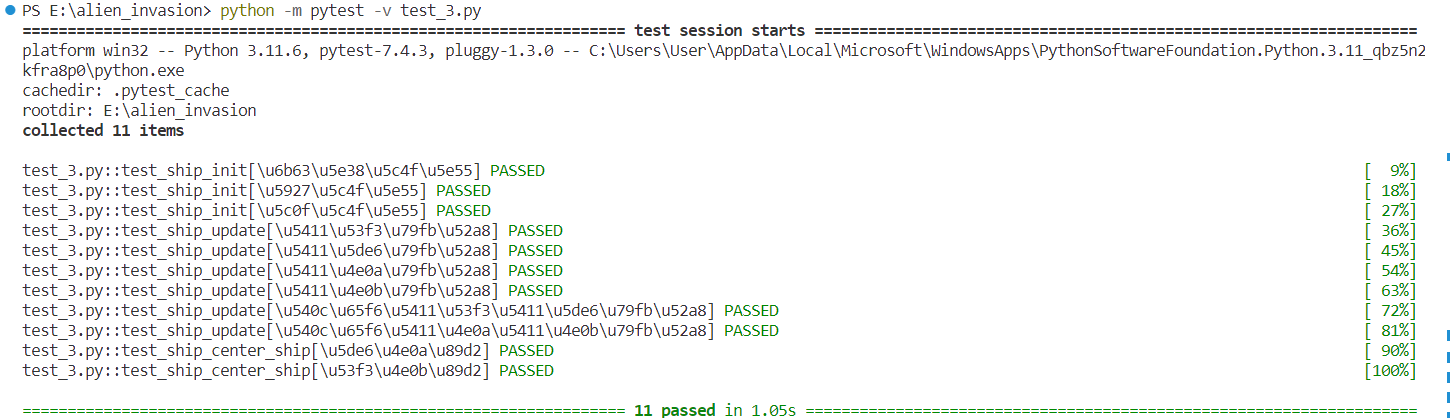 PS E:\alien_invasion> python -m pytest -v test_3.py
=================================================================== test session starts ===================================================================
platform win32 -- Python 3.11.6, pytest-7.4.3, pluggy-1.3.0 -- C:\Users\User\AppData\Local\Microsoft\WindowsApps\PythonSoftwareFoundation.Python.3.11_qbz5n2
kfra8p0\python.exe
cachedir: .pytest_cache
rootdir: E:\alien_invasion
collected 11 items
test_3.py::test_ship_init[\u6b63\u5e38\u5c4f\u5e55] PASSED [  9%]
test_3.py::test_ship_init[\u5927\u5c4f\u5e55] PASSED [ 18%]
test_3.py::test_ship_init[\u5c0f\u5c4f\u5e55] PASSED [ 27%]
test_3.py::test_ship_update[\u5411\u53f3\u79fb\u52a8] PASSED [ 36%]
test_3.py::test_ship_update[\u5411\u5de6\u79fb\u52a8] PASSED [ 45%]
test_3.py::test_ship_update[\u5411\u4e0a\u79fb\u52a8] PASSED [ 54%]
test_3.py::test_ship_update[\u5411\u4e0b\u79fb\u52a8] PASSED [ 63%]
test_3.py::test_ship_update[\u540c\u65f6\u5411\u53f3\u5411\u5de6\u79fb\u52a8] PASSED [ 72%]
test_3.py::test_ship_update[\u540c\u65f6\u5411\u4e0a\u5411\u4e0b\u79fb\u52a8] PASSED [ 81%]
test_3.py::test_ship_center_ship[\u5de6\u4e0a\u89d2] PASSED [ 90%]
test_3.py::test_ship_center_ship[\u53f3\u4e0b\u89d2] PASSED [100%]
=================================================================== 11 passed in 1.05s ====================================================================